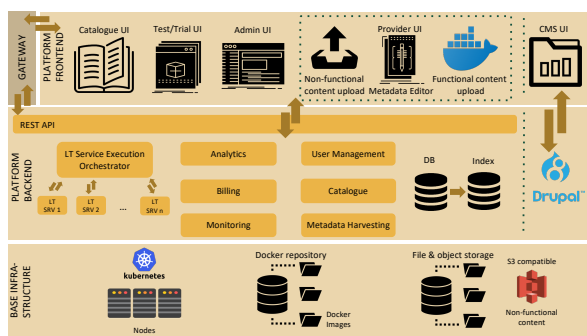 GATEWAY
PLATFORM
FRONTEND
Catalogue UI
Test/Trial UI
Admin UI
Provider UI
CMS UI
Non-functional
content upload
Metadata Editor
Functional content
upload
PLATFORM
BACKEND
REST API
LT Service Execution
Orchestrator
LT
SRV 1
LT
SRV 2
...
LT
SRV n
Analytics
User Management
Billing
Catalogue
Monitoring
Metadata Harvesting
DB
Index
Drupal™
BASE INFRA-
STRUCTURE
kubernetes
Nodes
Docker repository
Docker
Images
File & object storage
S3 compatible
Non-functional
content